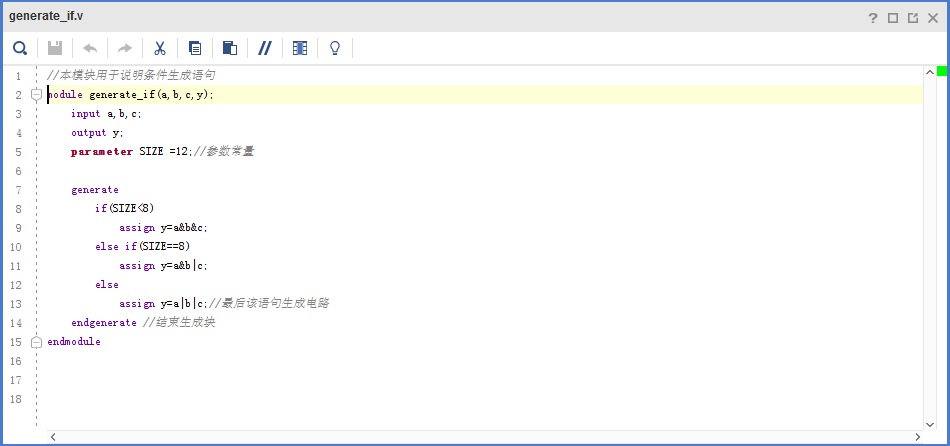 generate_if.v
?
//
1 //本模块用于说明条件生成语句
2 module generate_if(a,b,c,y);
3 input a,b,c;
4 output y;
5 parameter SIZE =12;//参数常量
6
7 generate
8 if(SIZE<8)
9 assign y=a&b&c;
10 else if(SIZE==8)
11 assign y=a&b|c;
12 else
13 assign y=a|b|c;//最后该语句生成电路
14 endgenerate //结束生成块
15 endmodule
16
17
18